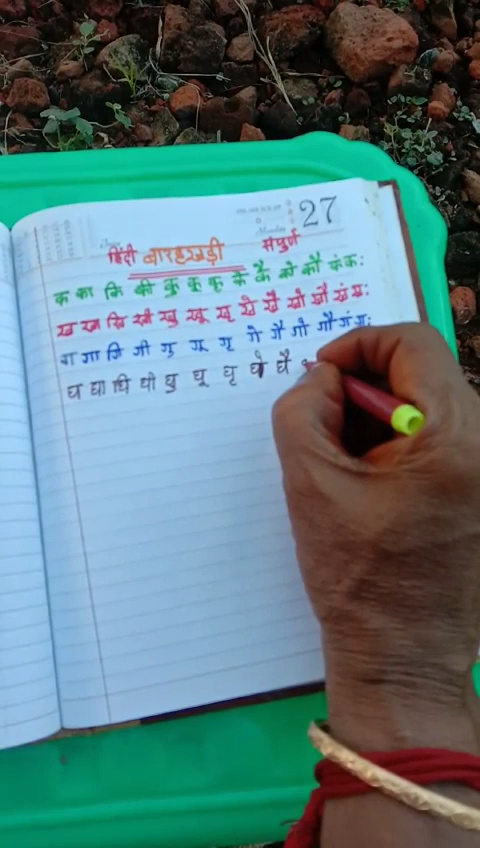 27
हिंदी बारहखड़ी संपुर्ण
क का कि की कु कू कृ के कै को कौ कं कः
ख खा खि खी खु खू खृ खे खै खो खौ खं खः
ग गा गि गी गु गू गृ गे गै गो गौ गं गः
घ घा घि घी घु घू घृ घे घै